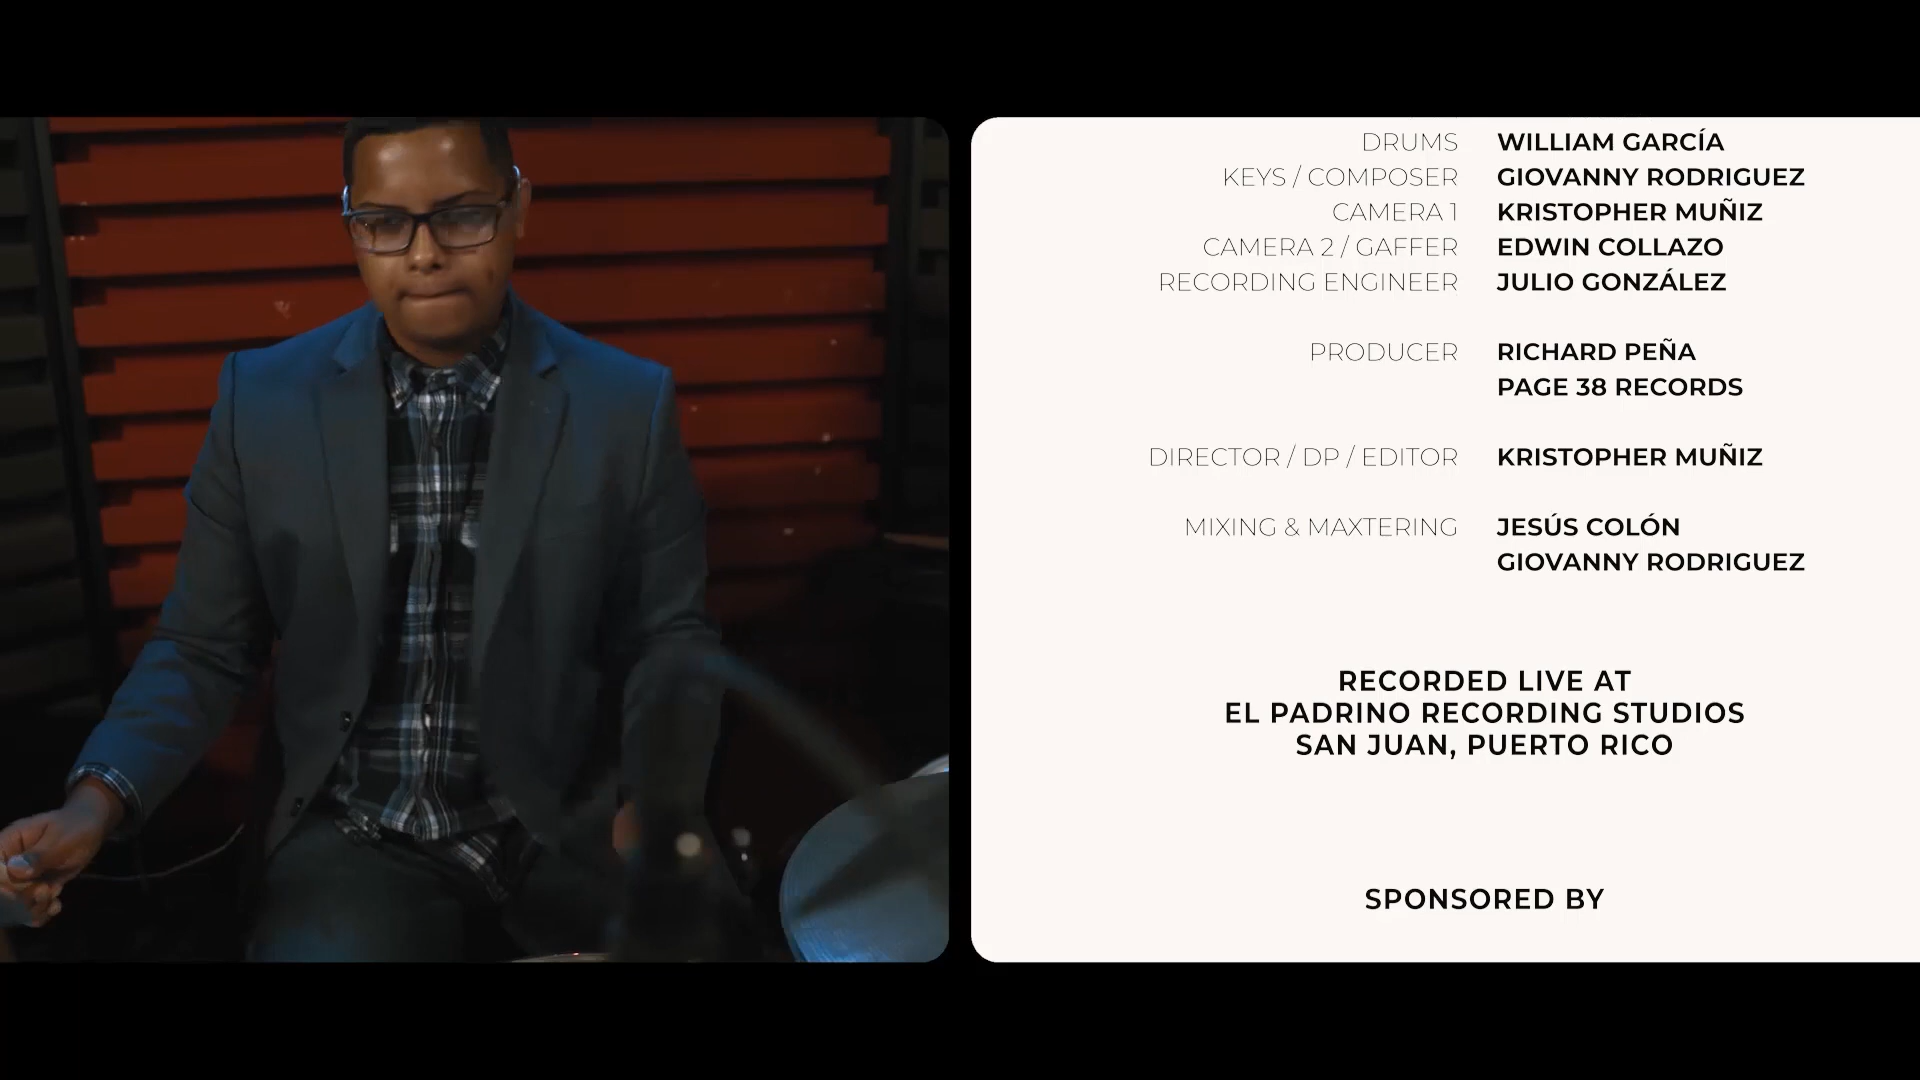 DRUMS WILLIAM GARCÍA
KEYS / COMPOSER GIOVANNY RODRIGUEZ
CAMERA 1 KRISTOPHER MUÑIZ
CAMERA 2 / GAFFER EDWIN COLLAZO
RECORDING ENGINEER JULIO GONZÁLEZ
PRODUCER RICHARD PEÑA
PAGE 38 RECORDS
DIRECTOR / DP / EDITOR KRISTOPHER MUÑIZ
MIXING & MAXTERING JESÚS COLÓN
GIOVANNY RODRIGUEZ
RECORDED LIVE AT
EL PADRINO RECORDING STUDIOS
SAN JUAN, PUERTO RICO
SPONSORED BY